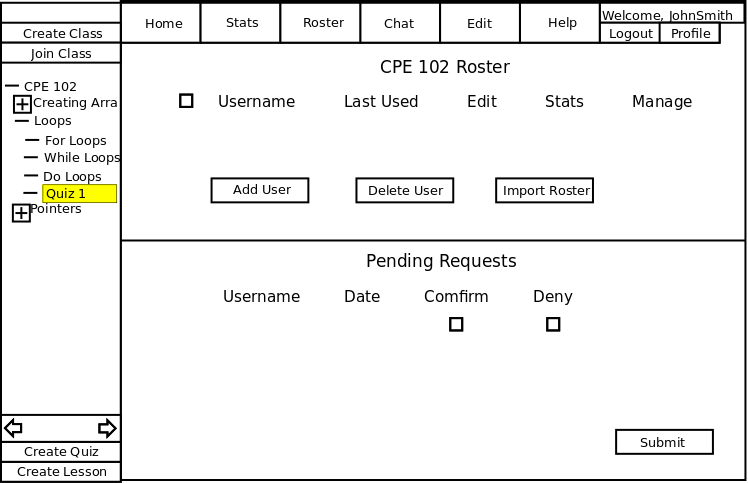 Create Class
Join Class
Home Stats Roster Chat Edit Help
Welcome, JohnSmith
Logout Profile
CPE 102
Creating Arra
Loops
For Loops
While Loops
Do Loops
Quiz 1
Pointers
Create Quiz
Create Lesson
CPE 102 Roster
Username Last Used Edit Stats Manage
Add User Delete User Import Roster
Pending Requests
Username Date Comfirm Deny
Submit